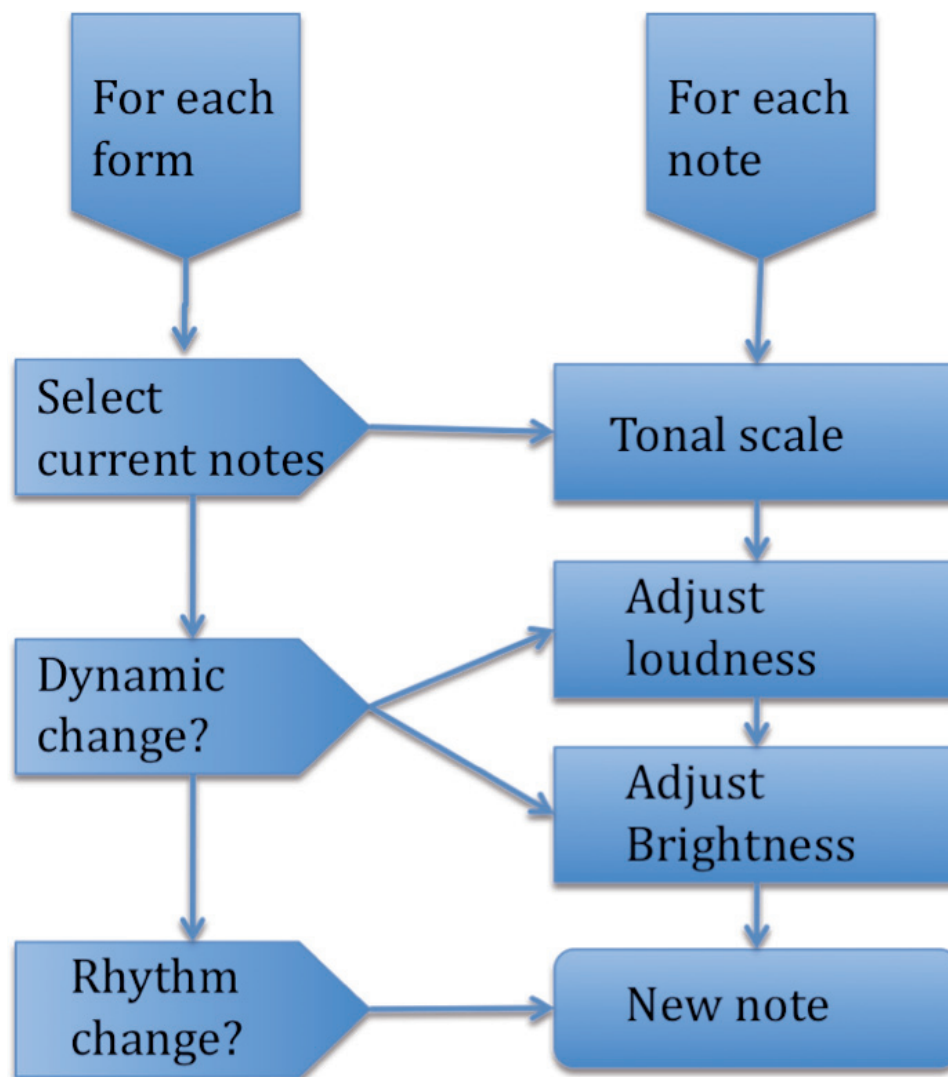 For each
form
For each
note
Select
current notes
Tonal scale
Dynamic
change?
Adjust
loudness
Adjust
Brightness
Rhythm
change?
New note